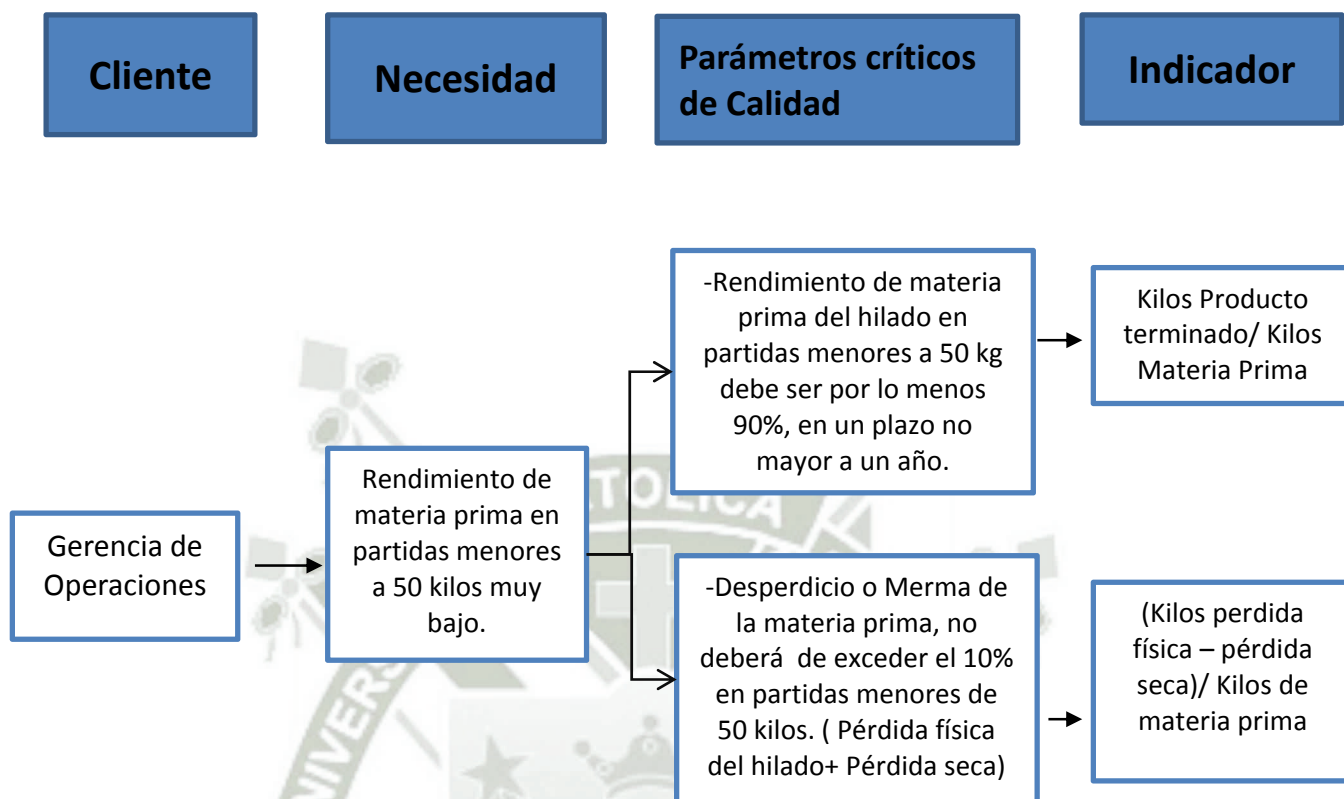 Cliente
Necesidad
Parámetros críticos
de Calidad
Indicador
Gerencia de
Operaciones
Rendimiento de
materia prima en
partidas menores
a 50 kilos muy
bajo.
-Rendimiento de materia
prima del hilado en
partidas menores a 50 kg
debe ser por lo menos
90%, en un plazo no
mayor a un año.
Kilos Producto
terminado/ Kilos
Materia Prima
-Desperdicio o Merma de
la materia prima, no
deberá de exceder el 10%
en partidas menores de
50 kilos. ( Pérdida física
del hilado+ Pérdida seca)
(Kilos perdida
física – pérdida
seca)/ Kilos de
materia prima